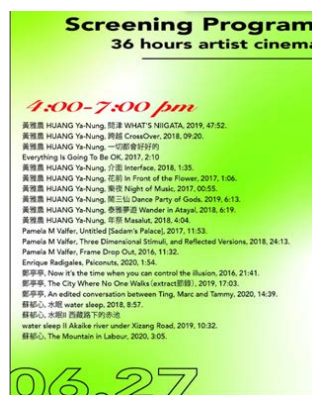 Screening Program
36 hours artist cinema
4:00-7:00 pm
黃雅農 HUANG Ya-Nung, 問津 WHAT'S NIIGATA, 2019, 47:52.
黃雅農 HUANG Ya-Nung, 跨越 CrossOver, 2018, 09:20.
黃雅農 HUANG Ya-Nung, 一切都會好好的
Everything Is Going To Be OK, 2017, 2:10
黃雅農 HUANG Ya-Nung, 介面 Interface, 2018, 1:35.
黃雅農 HUANG Ya-Nung, 花前 In Front of the Flower, 2017, 1:06.
黃雅農 HUANG Ya-Nung, 樂夜 Night of Music, 2017, 00:55.
黃雅農 HUANG Ya-Nung, 鬧三仙 Dance Party of Gods, 2019, 6:13.
黃雅農 HUANG Ya-Nung, 泰雅夢遊 Wander in Atayal, 2018, 6:19.
黃雅農 HUANG Ya-Nung, 年祭 Masalut, 2018, 4:04.
Pamela M Valfer, Untitled [Sadam's Palace], 2017, 11:53.
Pamela M Valfer, Three Dimensional Stimuli, and Reflected Versions, 2018, 24:13.
Pamela M Valfer, Frame Drop Out, 2016, 11:32.
Enrique Radigales, Psiconuts, 2020, 1:54.
鄭亭亭, Now it's the time when you can control the illusion, 2016, 21:41.
鄭亭亭, The City Where No One Walks (extract節錄), 2019, 17:03.
鄭亭亭, An edited conversation between Ting, Marc and Tammy, 2020, 14:39.
蘇郁心, 水眠 water sleep, 2018, 8:57.
蘇郁心, 水眠II 西藏路下的赤池
water sleep II Akaike river under Xizang Road, 2019, 10:32.
蘇郁心, The Mountain in Labour, 2020, 3:05.
06.27